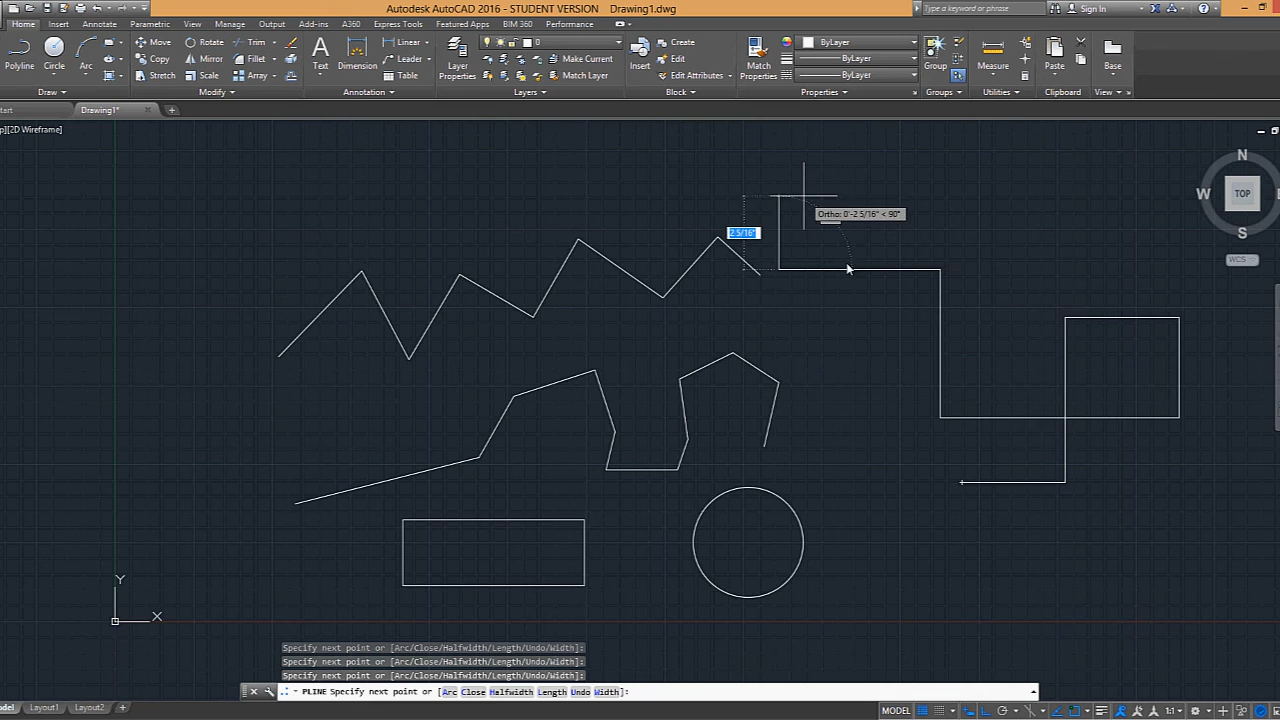 Autodesk AutoCAD 2016 - STUDENT VERSION Drawing1.dwg
Type a keyword or phrase
Sign In
Home Insert Annotate Parametric View Manage Output Add-ins A360 Express Tools Featured Apps BIM 360 Performance
Move Rotate Trim
Linear
0
Create
ByLayer
Copy Mirror Fillet
Leader
Make Current
Edit
ByLayer
Stretch Scale Array
Table
Match Layer
Edit Attributes
ByLayer
Polyline Circle Arc
Text Dimension
Layer Properties
Insert
Match Properties
Group
Measure
Paste
Base
Draw Modify Annotation Layers Block Properties Groups Utilities Clipboard View
tart Drawing1*
p][2D Wireframe]
N
W TOP
S
WCS
Ortho: 0'-2 5/16" < 90°
2 5/16"
Y
X
Specify next point or [Arc/Close/Halfwidth/Length/Undo/Width]:
Specify next point or [Arc/Close/Halfwidth/Length/Undo/Width]:
Specify next point or [Arc/Close/Halfwidth/Length/Undo/Width]:
PLINE Specify next point or [Arc Close Halfwidth Length Undo Width]:
odel Layout1 Layout2
MODEL 1:1